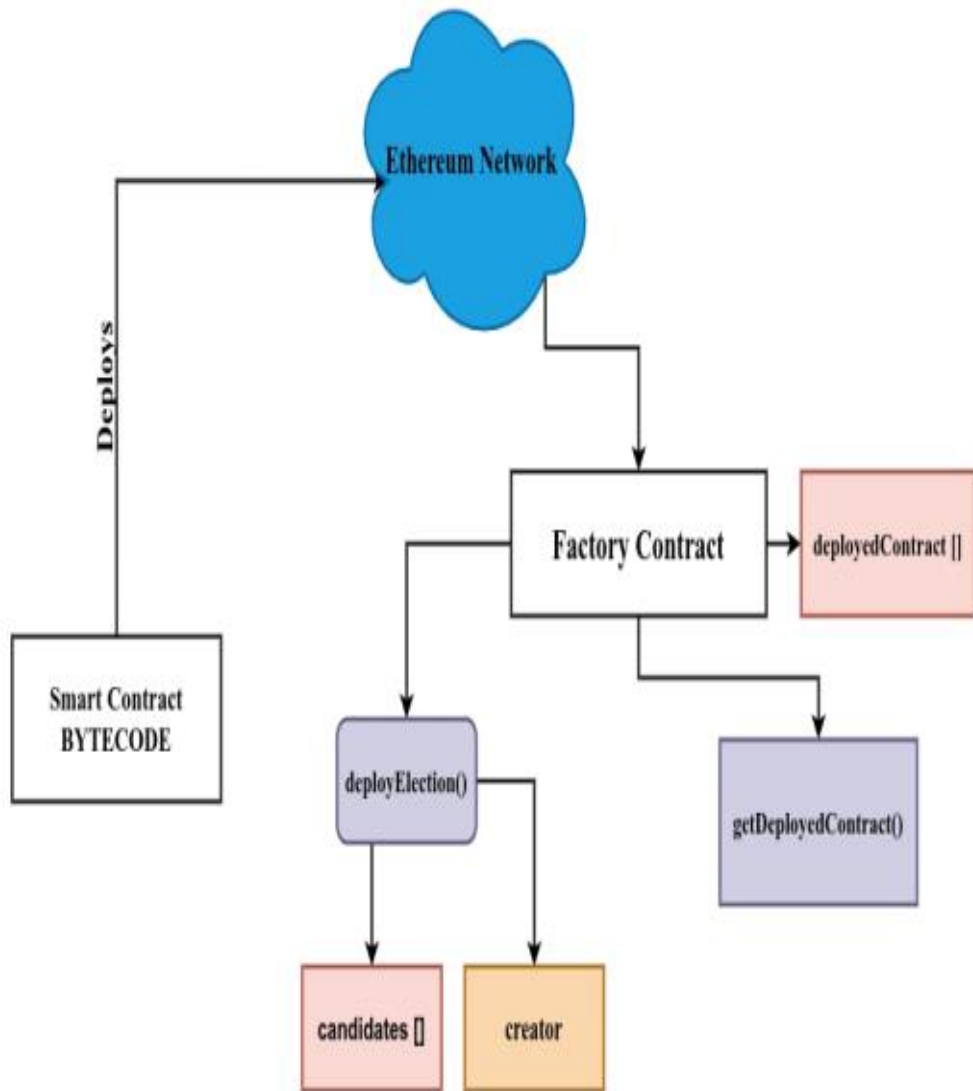 Ethereum Network
Deploys
Factory Contract
deployedContract []
Smart Contract
BYTECODE
deployElection()
getDeployedContract()
candidates []
creator